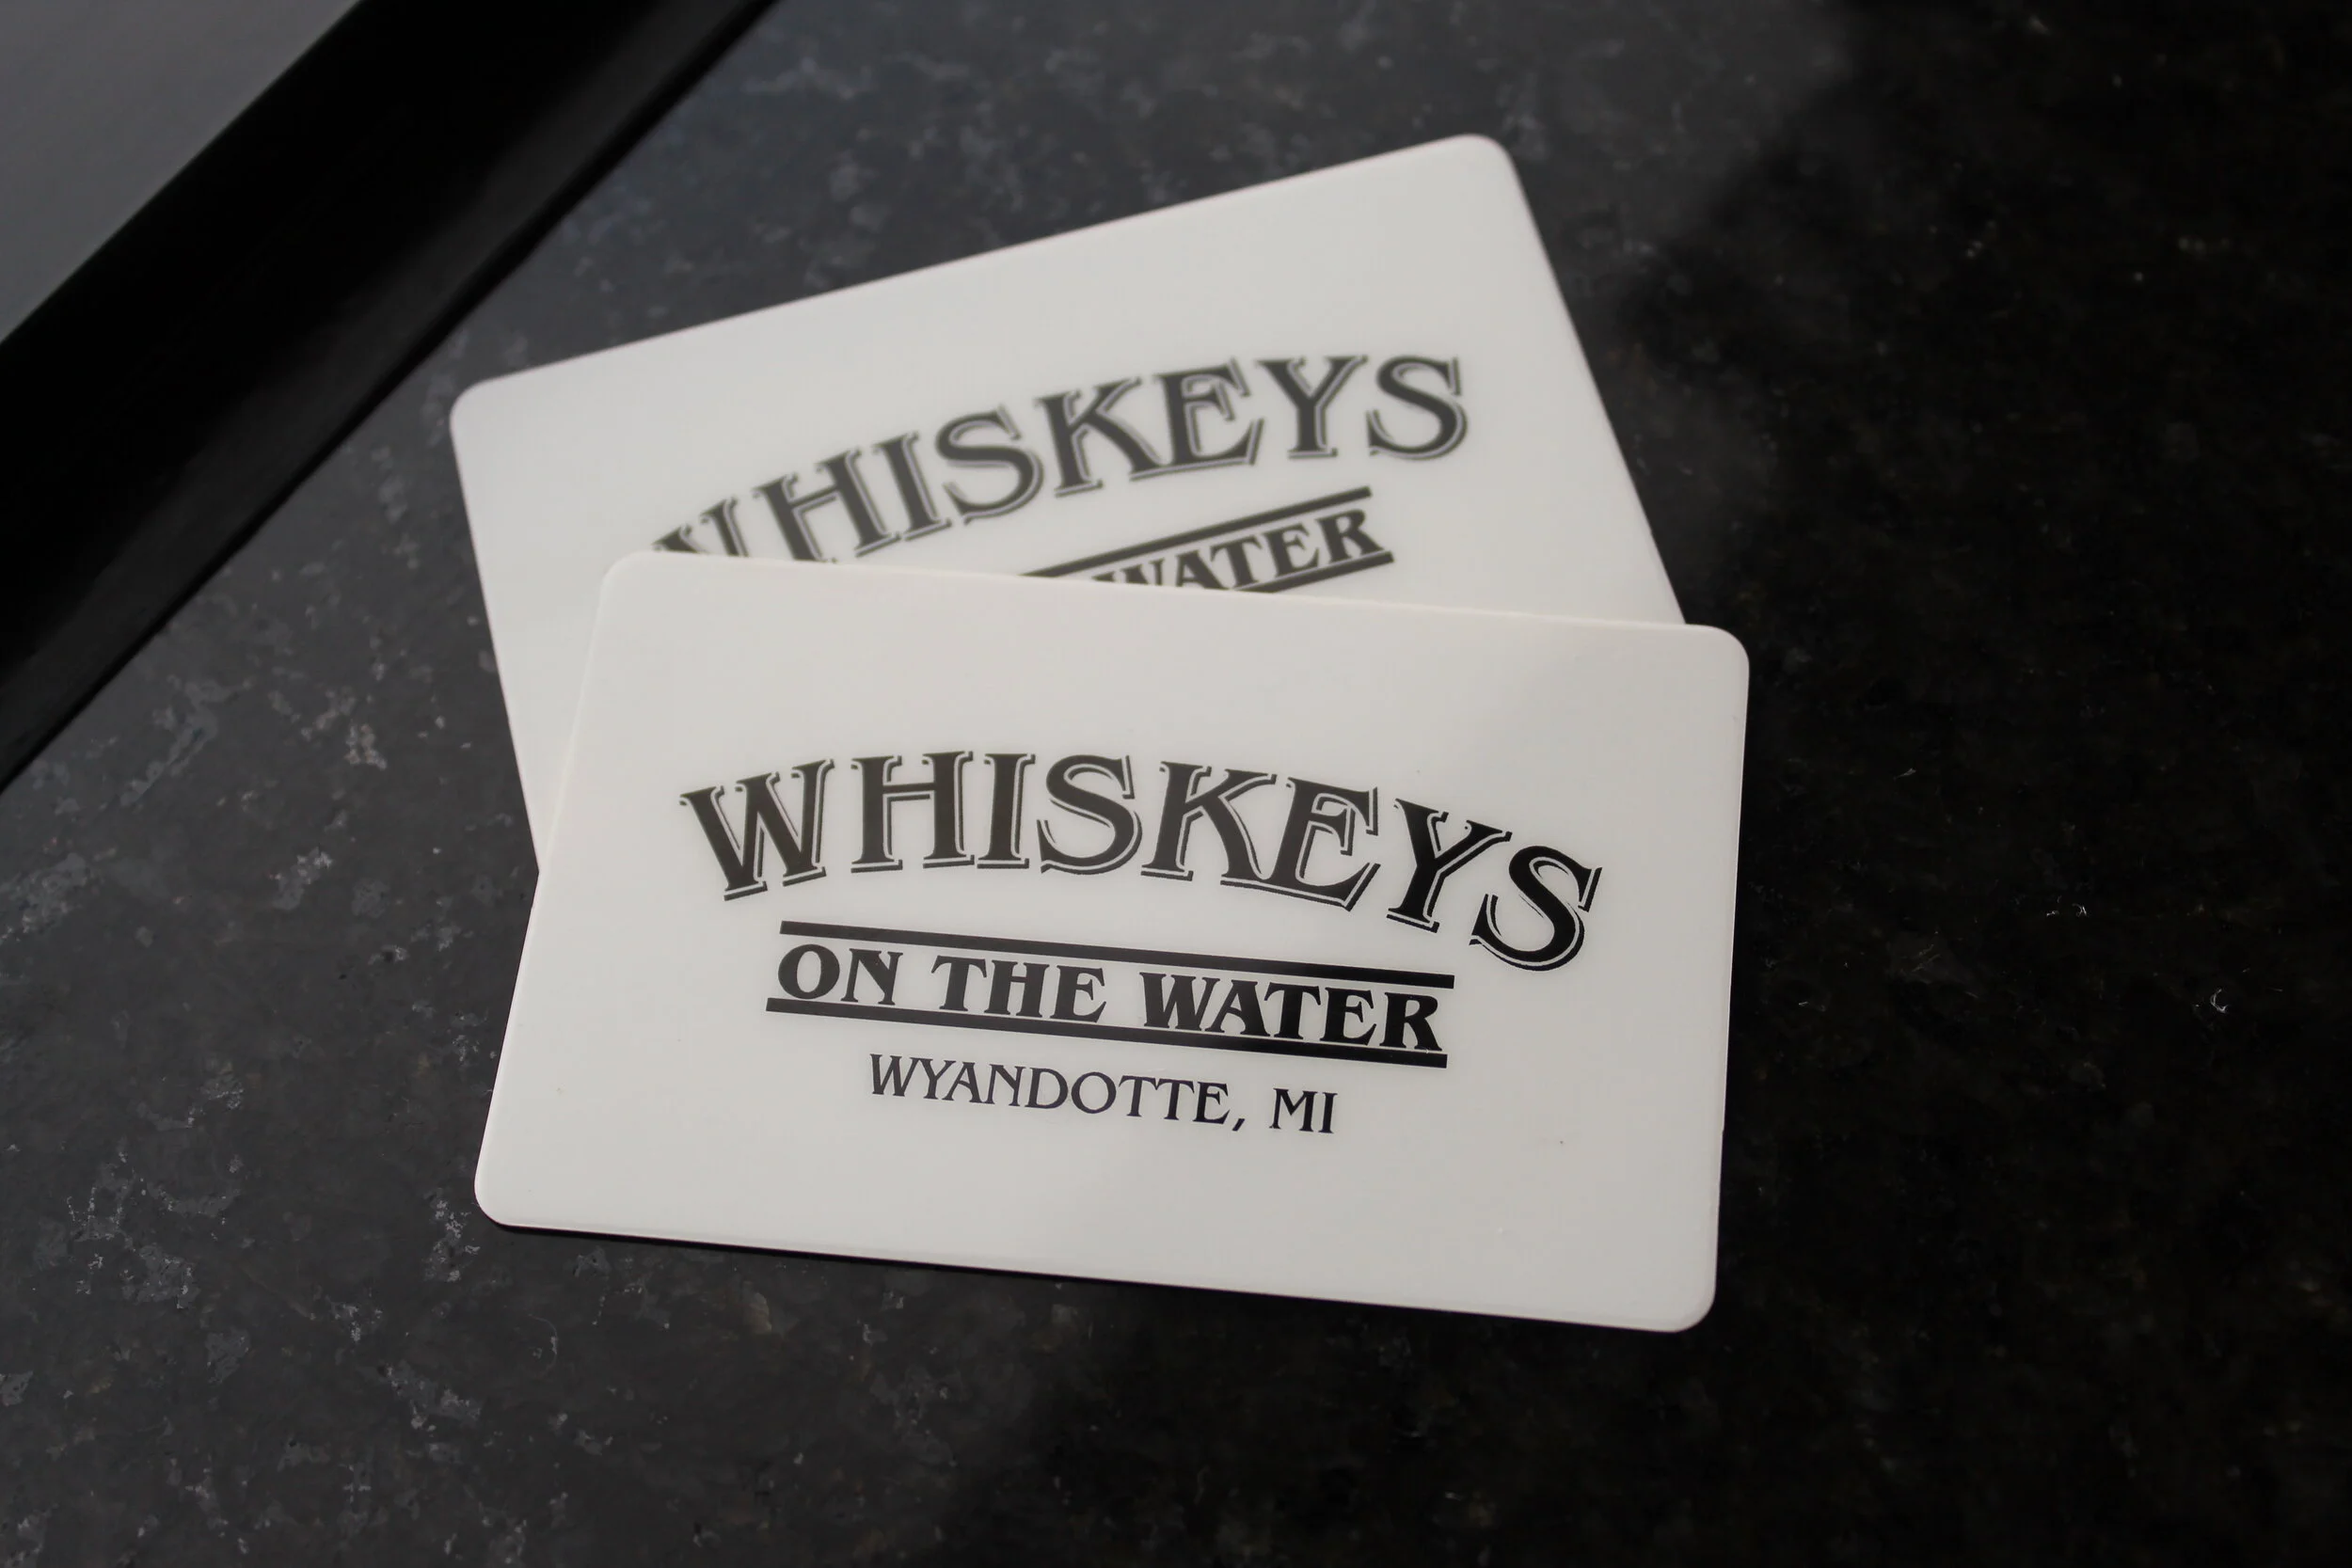 WHISKEYS
WATER
WHISKEYS
ON THE WATER
WYANDOTTE, MI